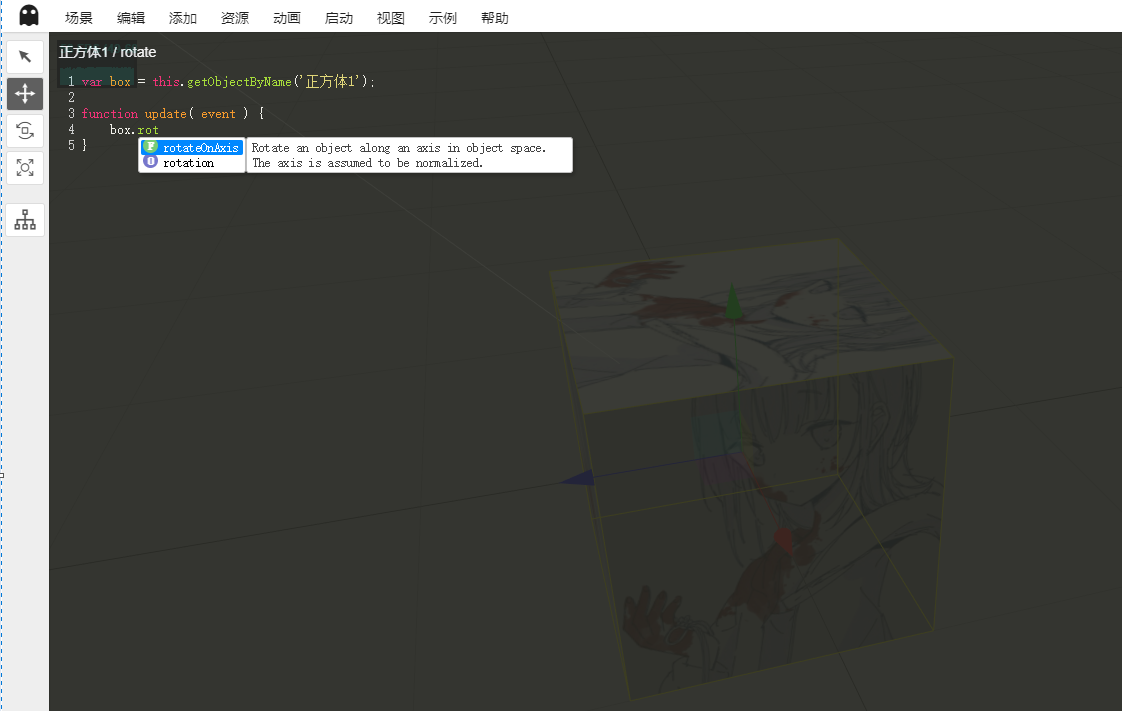 场景 编辑 添加 资源 动画 启动 视图 示例 帮助
正方体1 / rotate
1 var box = this.getObjectByName('正方体1');
2
3 function update( event ) {
4 box.rot
5 }
F rotateOnAxis
O rotation
Rotate an object along an axis in object space.
The axis is assumed to be normalized.